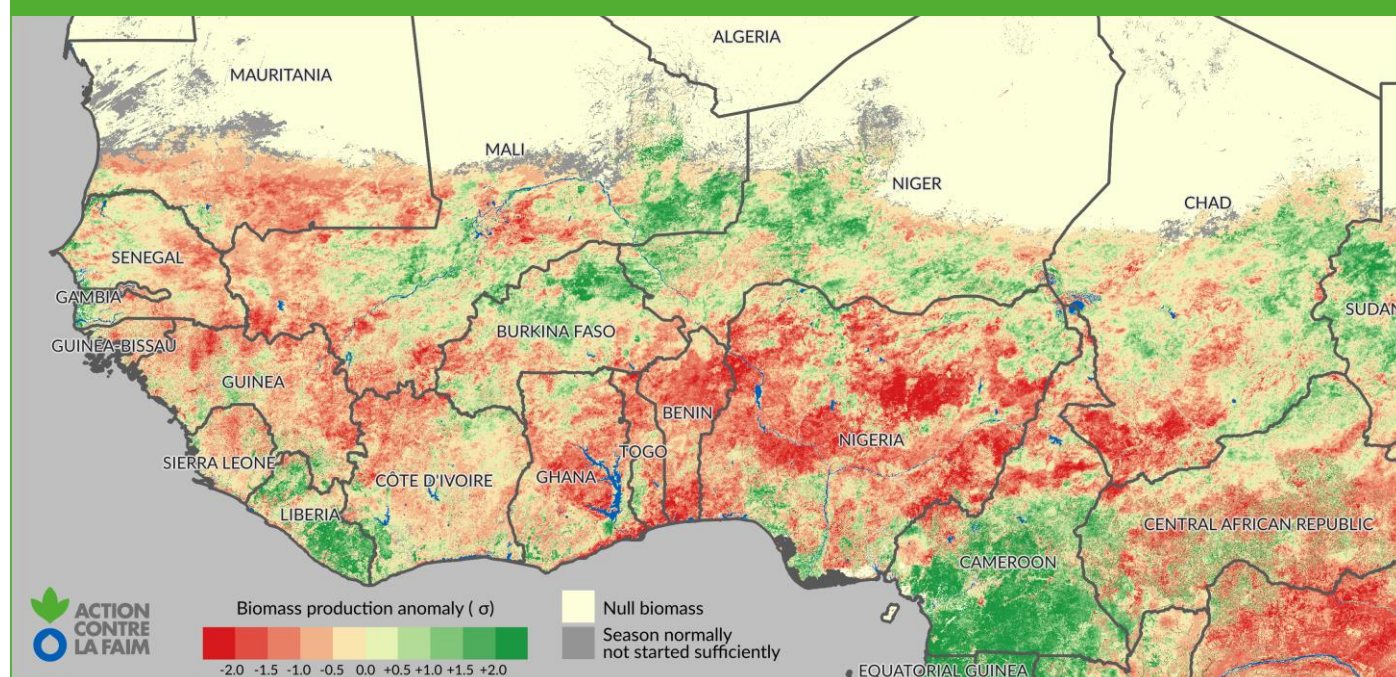 ALGERIA
MAURITANIA
MALI
NIGER
CHAD
SENEGAL
GAMBIA
SUDAN
BURKINA FASO
GUINEA-BISSAU
GUINEA
BENIN
NIGERIA
TOGO
SIERRA LEONE
CÔTE D'IVOIRE
GHANA
LIBERIA
CENTRAL AFRICAN REPUBLIC
CAMEROON
EQUATORIAL GUINEA
ACTION
CONTRE
LA FAIM
Biomass production anomaly ( σ)
-2.0 -1.5 -1.0 -0.5 0.0 +0.5 +1.0 +1.5 +2.0
Null biomass
Season normally
not started sufficiently